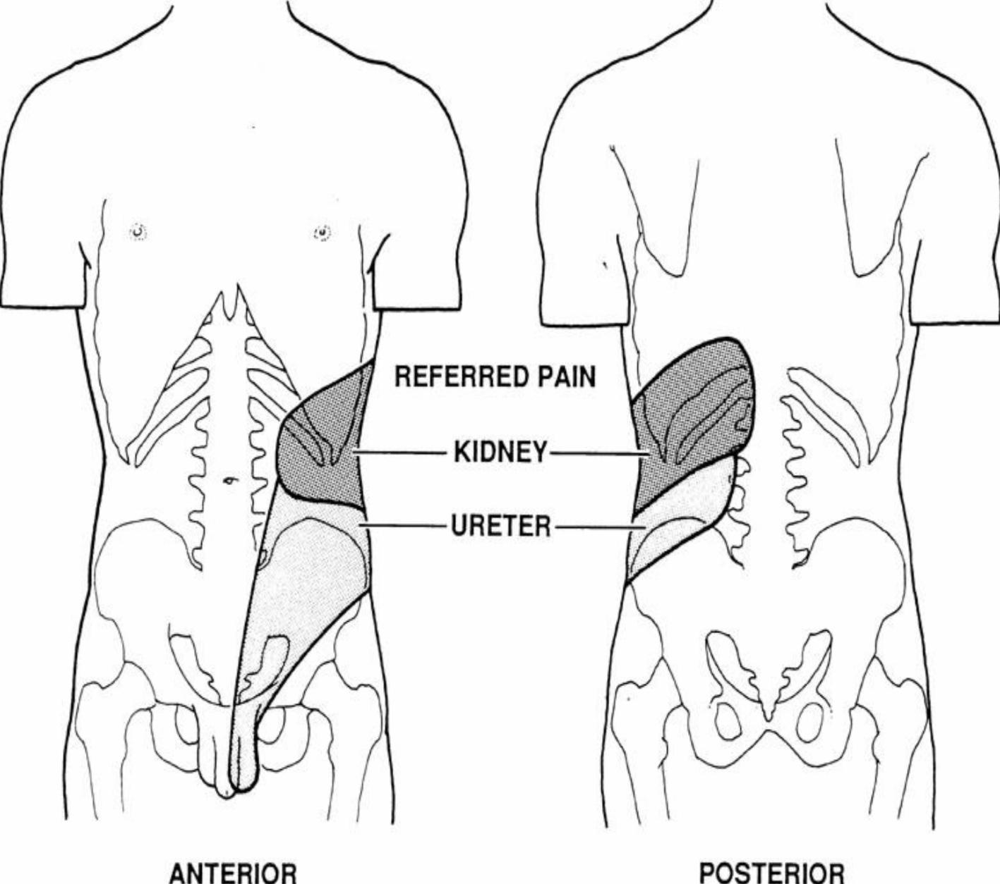 REFERRED PAIN
KIDNEY
URETER
ANTERIOR
POSTERIOR